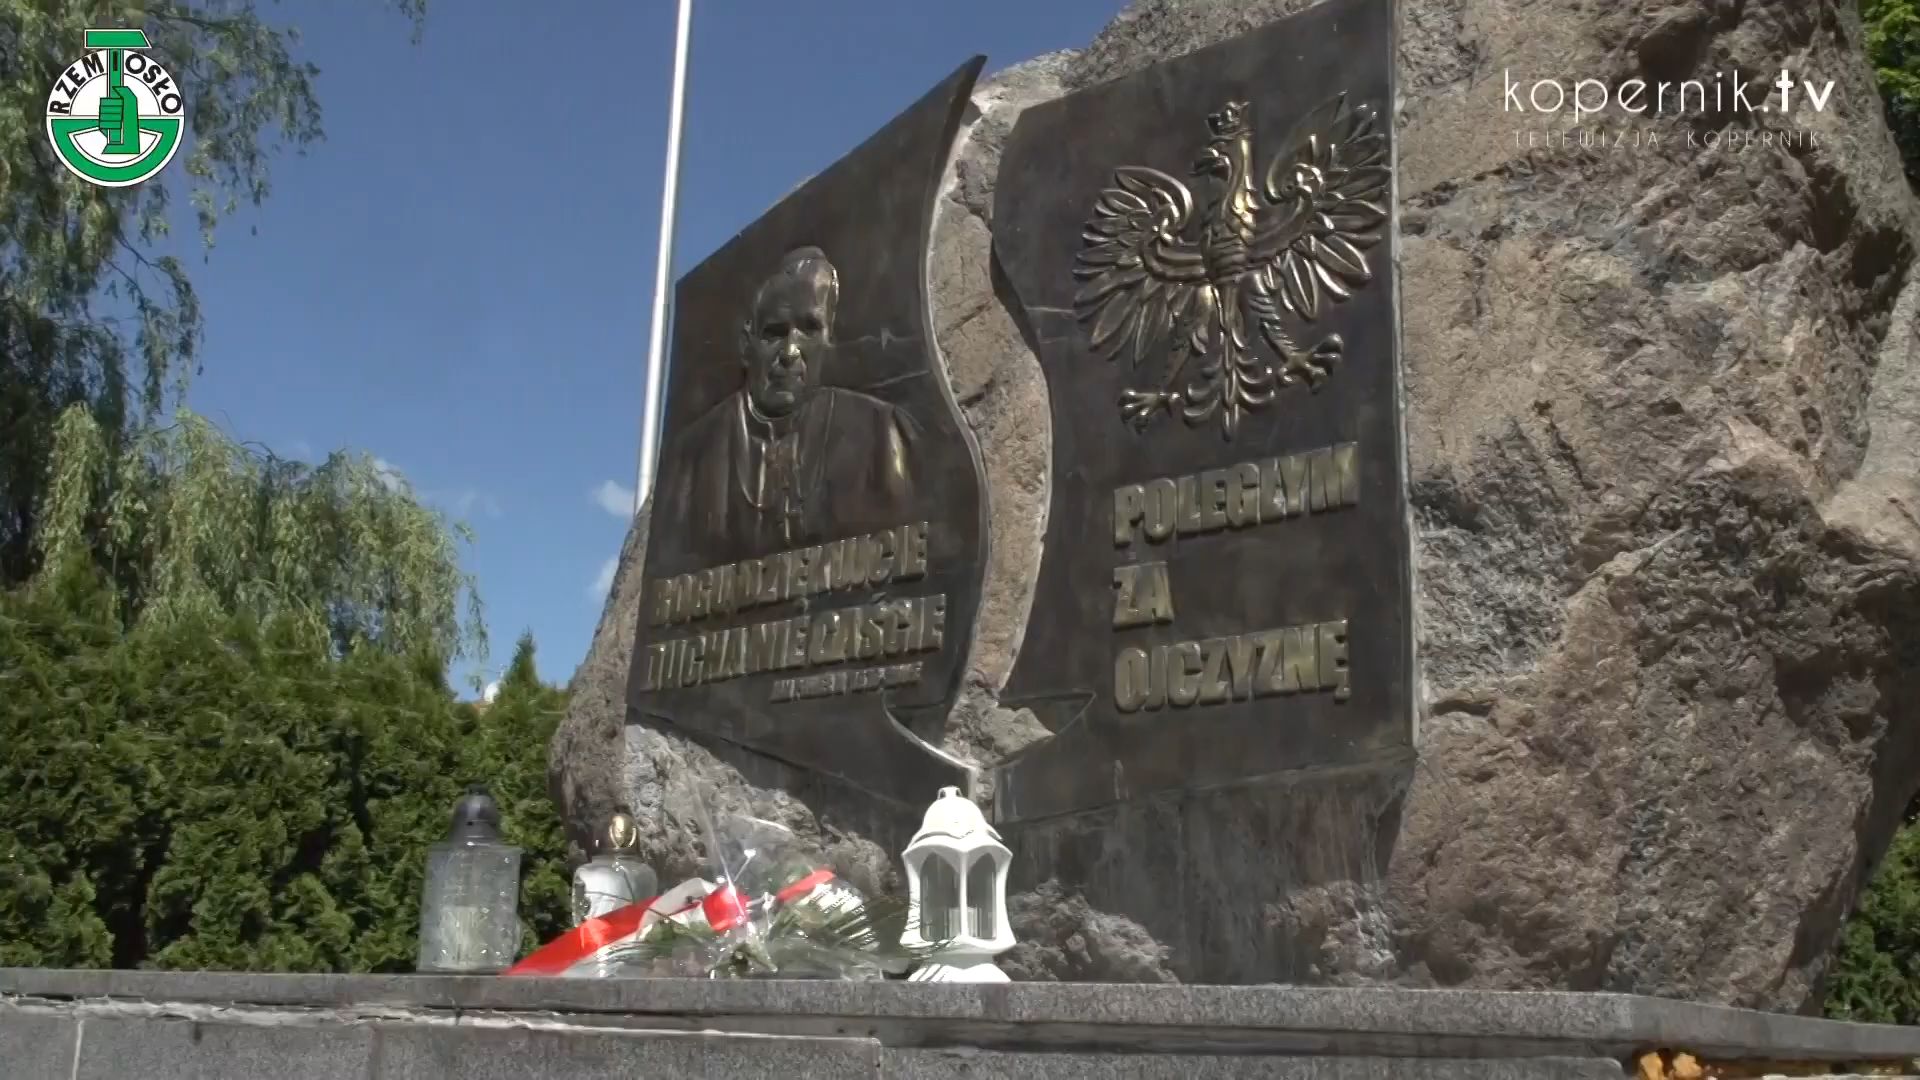 RZEMIOSŁO
kopernik.tv
TELEWIZJA KOPERNIK
BOGU DZIĘKUJCIE
DUCHA NIE GAŚCIE
POLEGŁYM
ZA
OJCZYZNĘ